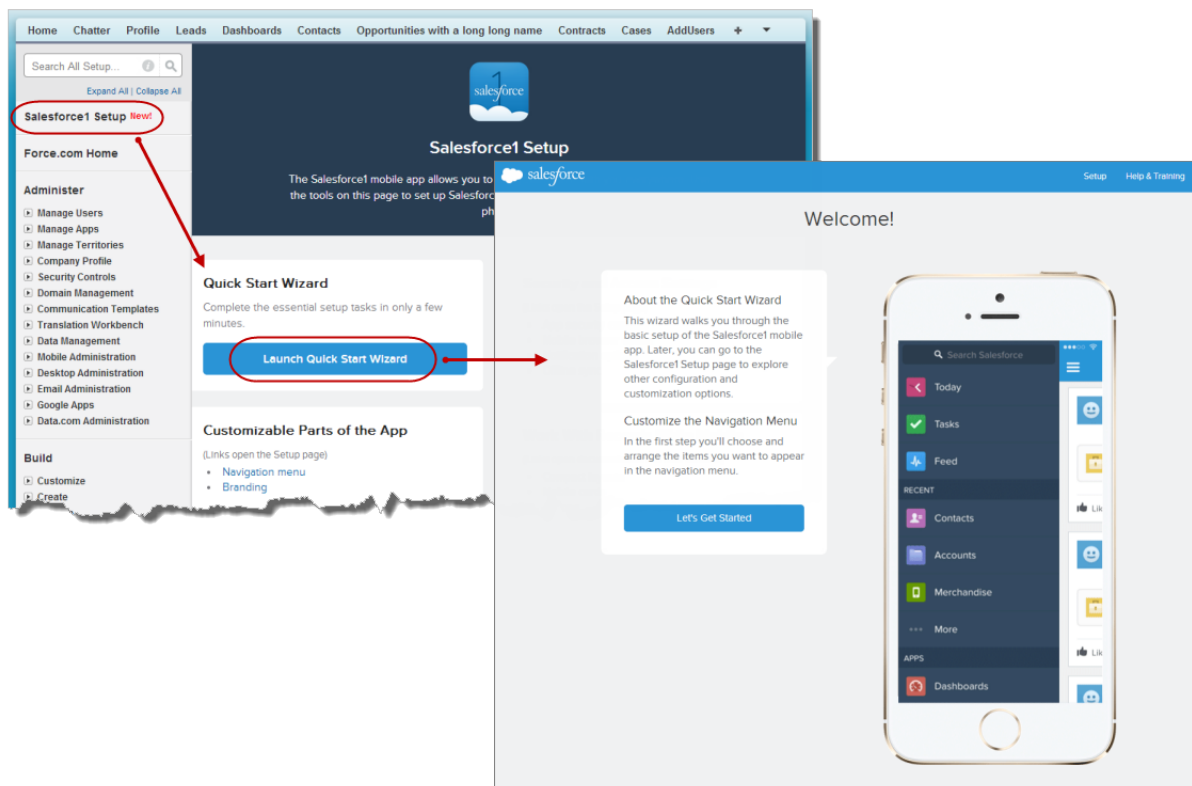 Home Chatter Profile Leads Dashboards Contacts Opportunities with a long long name Contracts Cases AddUsers +
Search All Setup...
Expand All | Collapse All
Salesforce1 Setup New!
Force.com Home
Administer
Manage Users
Manage Apps
Manage Territories
Company Profile
Security Controls
Domain Management
Communication Templates
Translation Workbench
Data Management
Mobile Administration
Desktop Administration
Email Administration
Google Apps
Data.com Administration
Build
Customize
Create
1
salesforce
Salesforce1 Setup
The Salesforce1 mobile app allows you to
the tools on this page to set up Salesforc
ph
Quick Start Wizard
Complete the essential setup tasks in only a few
minutes.
Launch Quick Start Wizard
Customizable Parts of the App
(Links open the Setup page)
• Navigation menu
• Branding
salesforce
Setup Help & Training
Welcome!
About the Quick Start Wizard
This wizard walks you through the
basic setup of the Salesforce1 mobile
app. Later, you can go to the
Salesforce1 Setup page to explore
other configuration and
customization options.
Customize the Navigation Menu
In the first step you'll choose and
arrange the items you want to appear
in the navigation menu.
Let's Get Started
Search Salesforce
Today
Tasks
Feed
RECENT
Contacts
Accounts
Merchandise
More
APPS
Dashboards
Lik
Lik